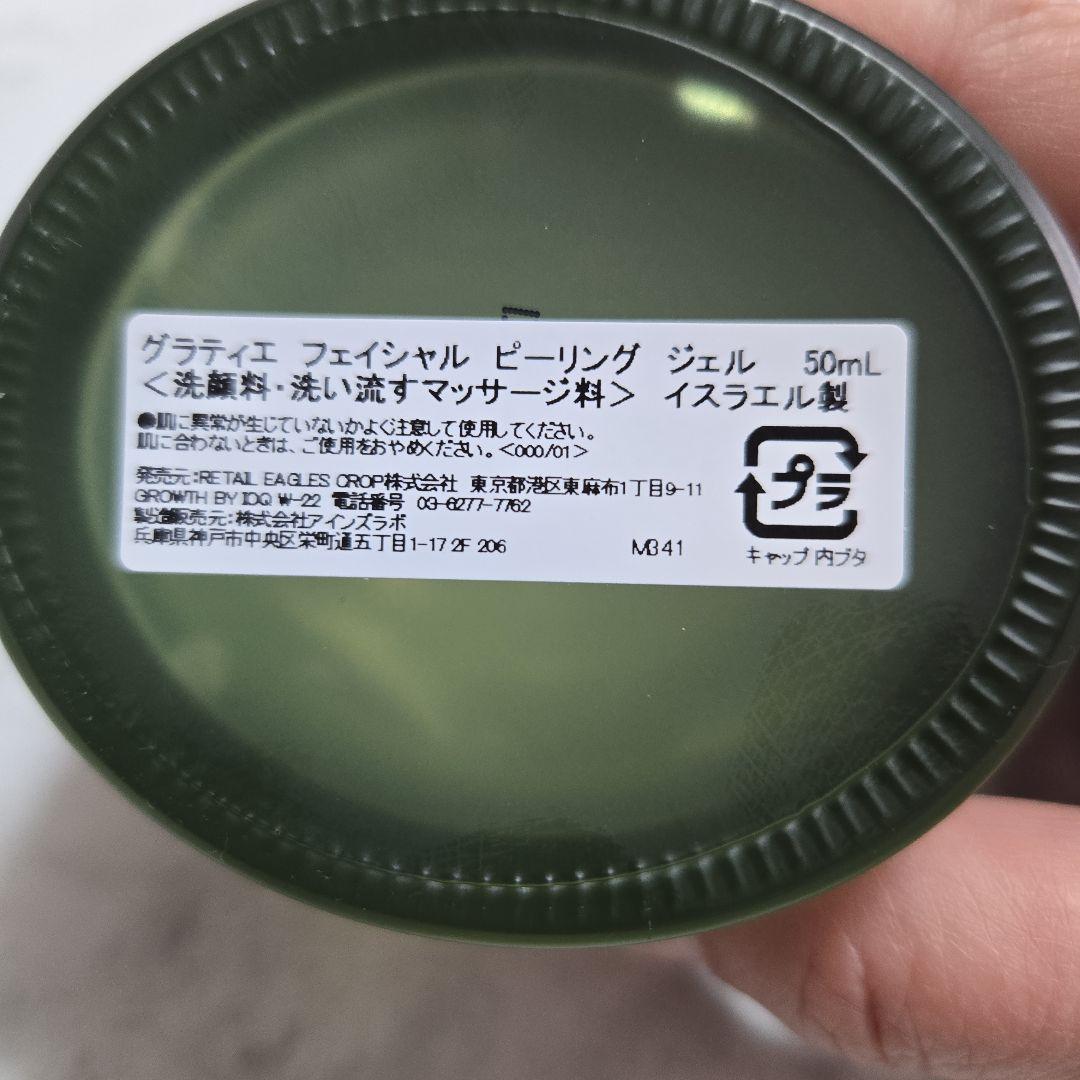 グラティエ フェイシャル ピーリング ジェル 50mL
＜洗顔料・洗い流すマッサージ料＞ イスラエル製
●肌に異常が生じていないかよく注意して使用してください。
肌に合わないときは、ご使用をおやめください。<000/01>
発売元：RETAIL EAGLES CROP株式会社 東京都港区東麻布1丁目9-11
GROWTH BY IOQ W-22 電話番号 03-6277-7762
製造販売元：株式会社アインズラボ
兵庫県神戸市中央区栄町通五丁目1-17 2F 206
M341
プラ
キャップ 内ブタ